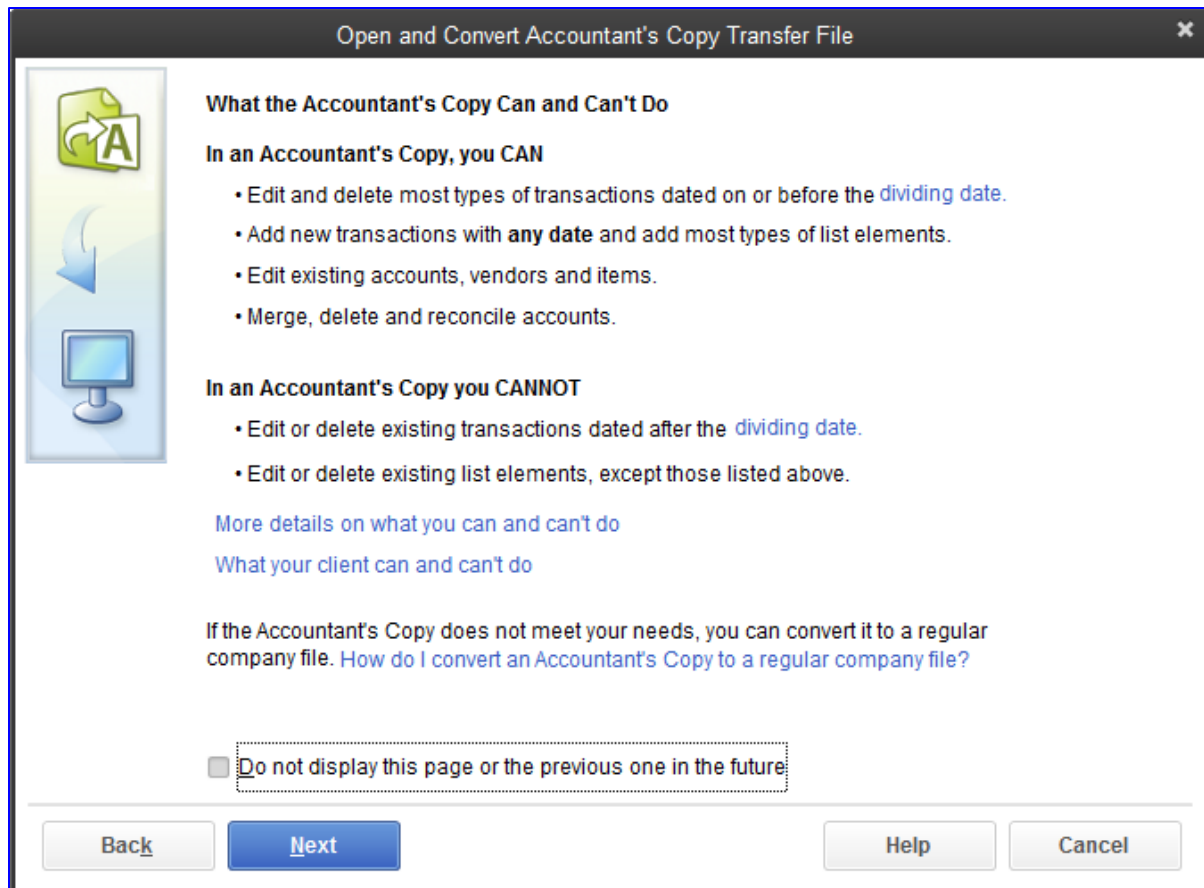 Open and Convert Accountant's Copy Transfer File
What the Accountant's Copy Can and Can't Do
In an Accountant's Copy, you CAN
• Edit and delete most types of transactions dated on or before the dividing date.
• Add new transactions with any date and add most types of list elements.
• Edit existing accounts, vendors and items.
• Merge, delete and reconcile accounts.
In an Accountant's Copy you CANNOT
• Edit or delete existing transactions dated after the dividing date.
• Edit or delete existing list elements, except those listed above.
More details on what you can and can't do
What your client can and can't do
If the Accountant's Copy does not meet your needs, you can convert it to a regular
company file. How do I convert an Accountant's Copy to a regular company file?
Do not display this page or the previous one in the future
Back Next Help Cancel